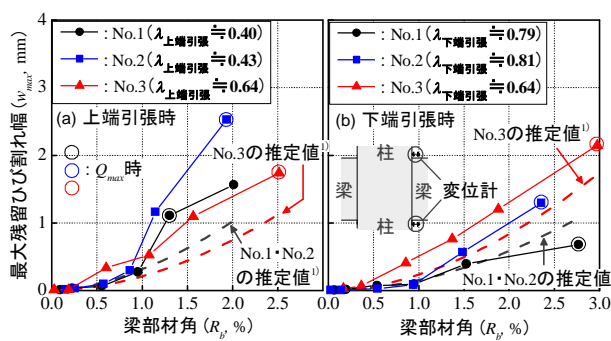 : No.1(λ上端引張≒0.40)
: No.2(λ上端引張≒0.43)
: No.3(λ上端引張≒0.64)
(a) 上端引張時
: Qmax時
No.3の推定値1)
No.1・No.2
の推定値1)
最大残留ひび割れ幅(wmax, mm)
4
3
2
1
0
0.0 0.5 1.0 1.5 2.0 2.5
梁部材角(Rb, %)
: No.1(λ下端引張≒0.79)
: No.2(λ下端引張≒0.81)
: No.3(λ下端引張≒0.64)
(b) 下端引張時
柱
梁
梁
柱
変位計
No.3の推定値1)
No.1・No.2の推定値1)
0.0 0.5 1.0 1.5 2.0 2.5 3.0
梁部材角(Rb, %)